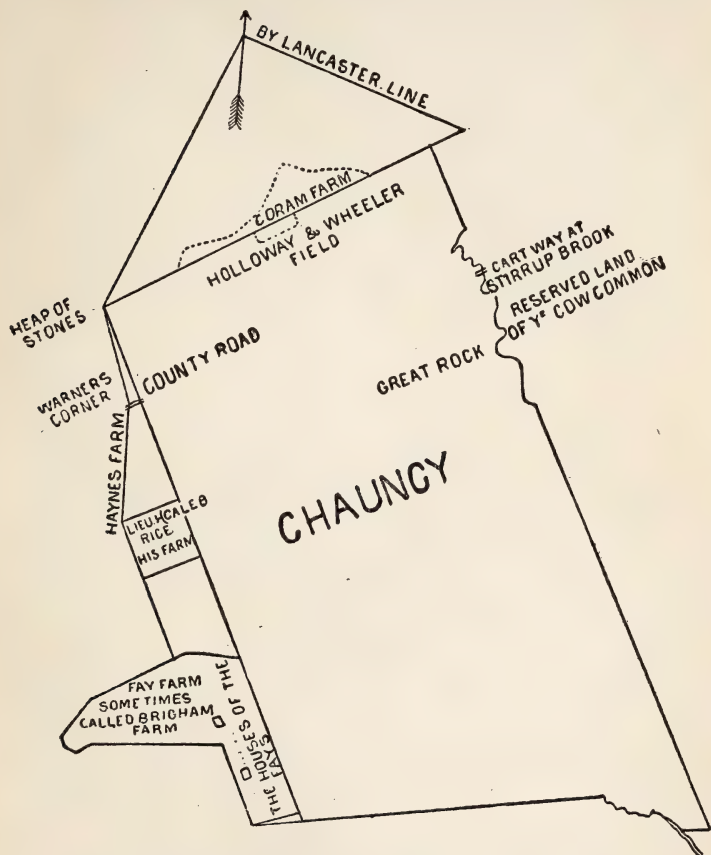 BY LANCASTER LINE
CORAM FARM
HOLLOWAY & WHEELER
FIELD
CART WAY AT
STIRRUP BROOK
RESERVED LAND
OF Yᴱ COW COMMON
HEAP OF
STONES
COUNTY ROAD
GREAT ROCK
WARNERS
CORNER
HAYNES FARM
CHAUNCY
LIEU. H CALEB
RICE
HIS FARM
FAY FARM
SOME TIMES
CALLED BRIGHAM
FARM
THE HOUSES OF THE
FAYS